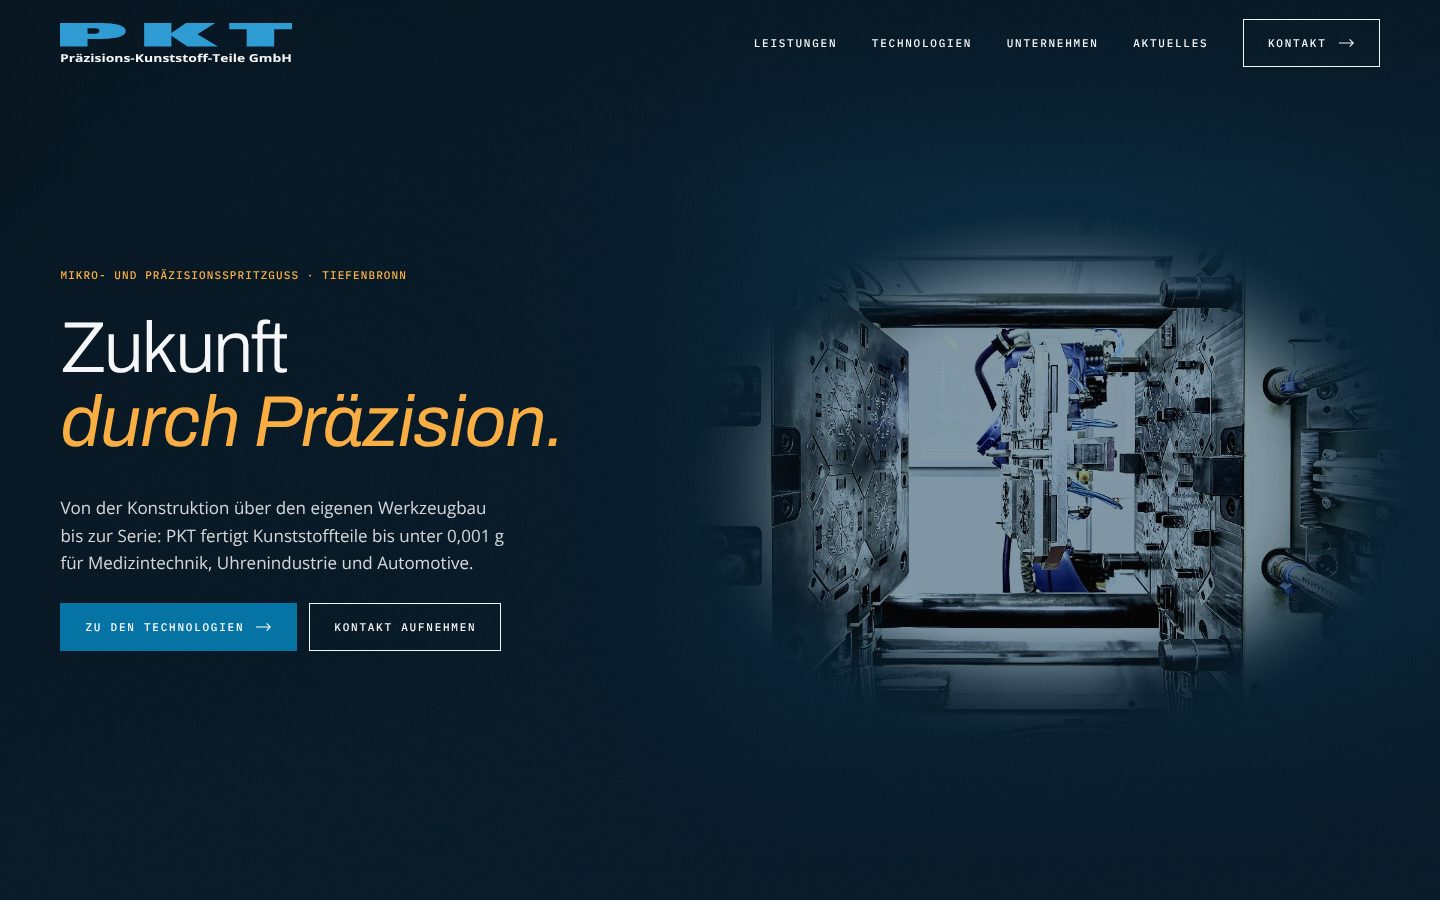 PKT
Präzisions-Kunststoff-Teile GmbH
LEISTUNGEN
TECHNOLOGIEN
UNTERNEHMEN
AKTUELLES
KONTAKT
MIKRO- UND PRÄZISIONSSPRITZGUSS · TIEFENBRONN
Zukunft
durch Präzision.
Von der Konstruktion über den eigenen Werkzeugbau
bis zur Serie: PKT fertigt Kunststoffteile bis unter 0,001 g
für Medizintechnik, Uhrenindustrie und Automotive.
ZU DEN TECHNOLOGIEN
KONTAKT AUFNEHMEN